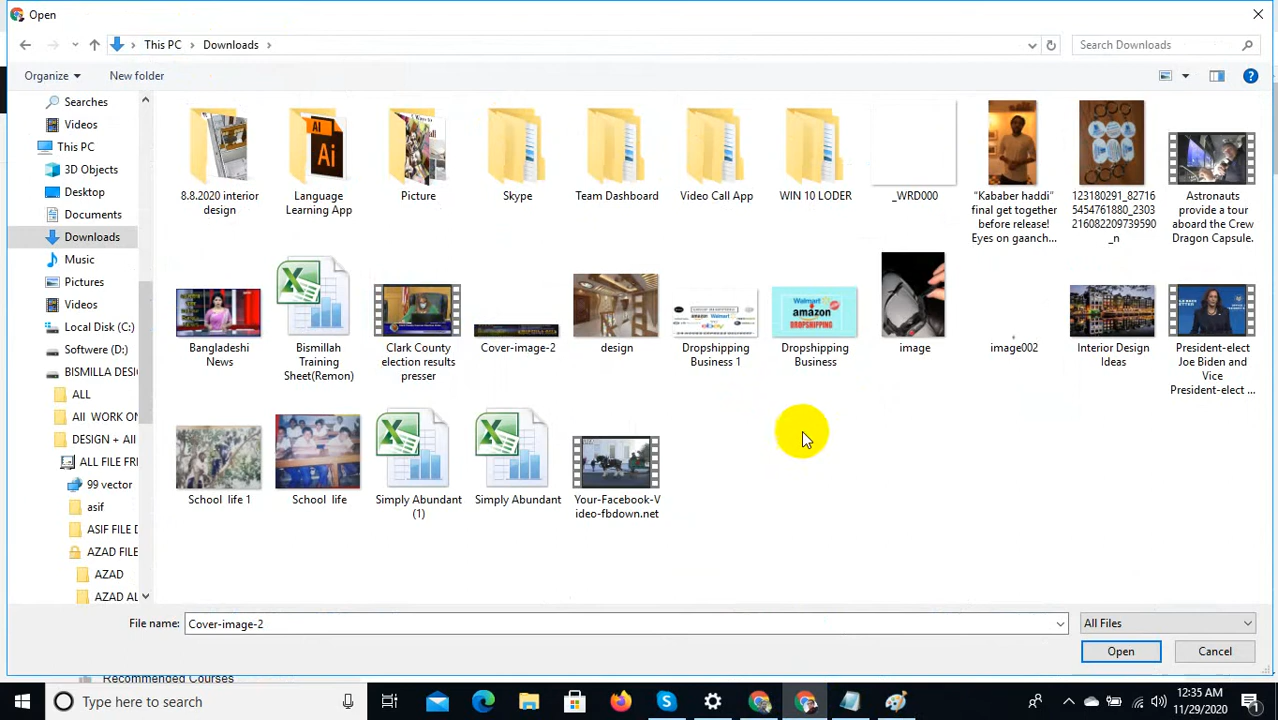 Open
This PC
Downloads
Search Downloads
Organize
New folder
Searches
Videos
This PC
3D Objects
Desktop
Documents
Downloads
Music
Pictures
Videos
Local Disk (C:)
Softwere (D:)
BISMILLA DESI
ALL
All WORK ON
DESIGN + All
ALL FILE FRI
99 vector
asif
ASIF FILE D
AZAD FILE
AZAD
AZAD AL
8.8.2020 interior
design
Ai
Language
Learning App
Picture
Skype
Team Dashboard
Video Call App
WIN 10 LODER
_WRD000
"Kababer haddi"
final get together
before release!
Eyes on gaanch...
123180291_82716
5454761880_2303
216082209739590
_n
Astronauts
provide a tour
aboard the Crew
Dragon Capsule.
Bangladeshi
News
Bismillah
Training
Sheet(Remon)
Clark County
election results
presser
Cover-image-2
design
amazon Walmart
ebay
Dropshipping
Business 1
Walmart
amazon
DROPSHIPPING
Dropshipping
Business
image
image002
Interior Design
Ideas
President-elect
Joe Biden and
Vice
President-elect ...
School life 1
School life
Simply Abundant
(1)
Simply Abundant
Your-Facebook-V
ideo-fbdown.net
File name:
Cover-image-2
All Files
Open
Cancel
Recommended Courses
Type here to search
12:35 AM
11/29/2020
1